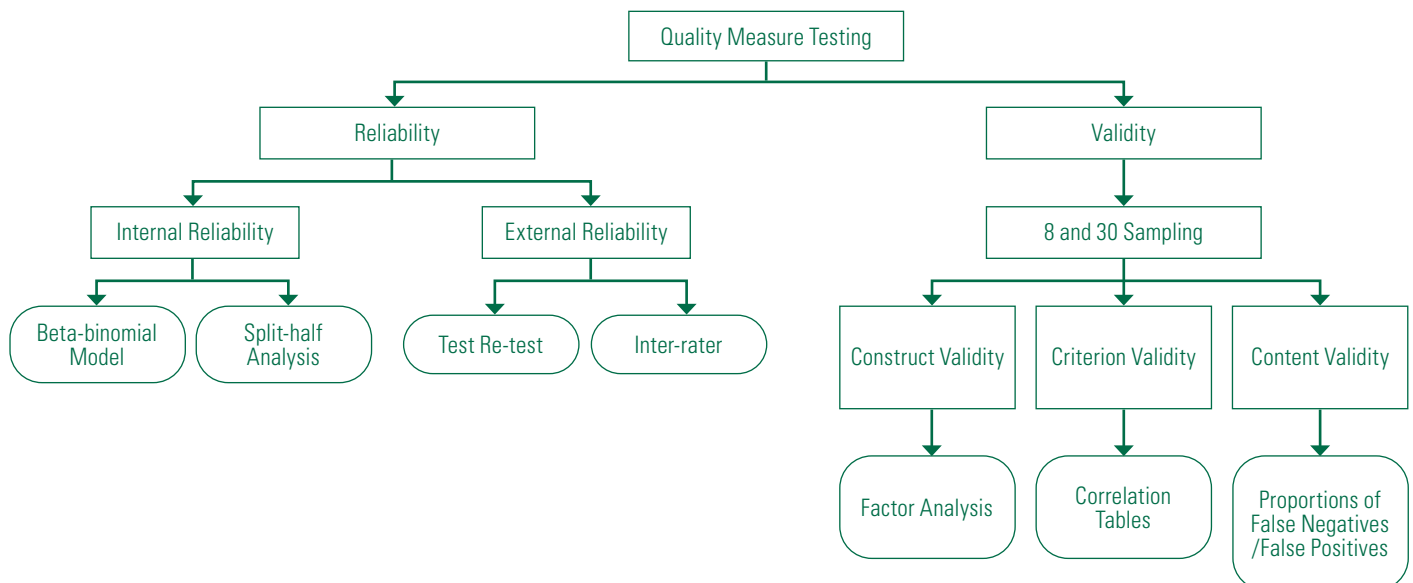 Quality Measure Testing
Reliability
Validity
Internal Reliability
External Reliability
8 and 30 Sampling
Beta-binomial
Model
Split-half
Analysis
Test Re-test
Inter-rater
Construct Validity
Criterion Validity
Content Validity
Factor Analysis
Correlation
Tables
Proportions of
False Negatives
/False Positives